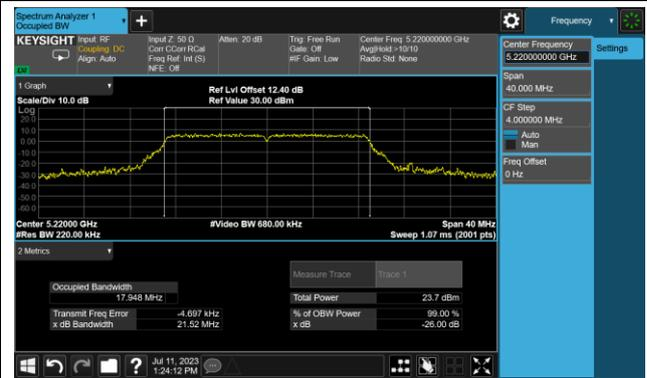 Spectrum Analyzer 1
Occupied BW
+
Frequency
KEYSIGHT
Input: RF
Coupling: DC
Align: Auto
Input Z: 50 Ω
Corr CCorr RCal
Freq Ref: Int (S)
NFE: Off
Atten: 20 dB
Trig: Free Run
Gate: Off
#IF Gain: Low
Center Freq: 5.220000000 GHz
Avg|Hold:>10/10
Radio Std: None
Center Frequency
5.220000000 GHz
Settings
Span
40.000 MHz
CF Step
4.000000 MHz
Auto
Man
Freq Offset
0 Hz
1 Graph
Scale/Div 10.0 dB
Ref Lvl Offset 12.40 dB
Ref Value 30.00 dBm
Log
20.0
10.0
0.00
-10.0
-20.0
-30.0
-40.0
-50.0
-60.0
Center 5.22000 GHz
#Res BW 220.00 kHz
#Video BW 680.00 kHz
Span 40 MHz
Sweep 1.07 ms (2001 pts)
2 Metrics
Measure Trace
Trace 1
Occupied Bandwidth
17.948 MHz
Total Power
23.7 dBm
Transmit Freq Error
-4.697 kHz
% of OBW Power
99.00 %
x dB Bandwidth
21.52 MHz
x dB
-26.00 dB
?
Jul 11, 2023
1:24:12 PM